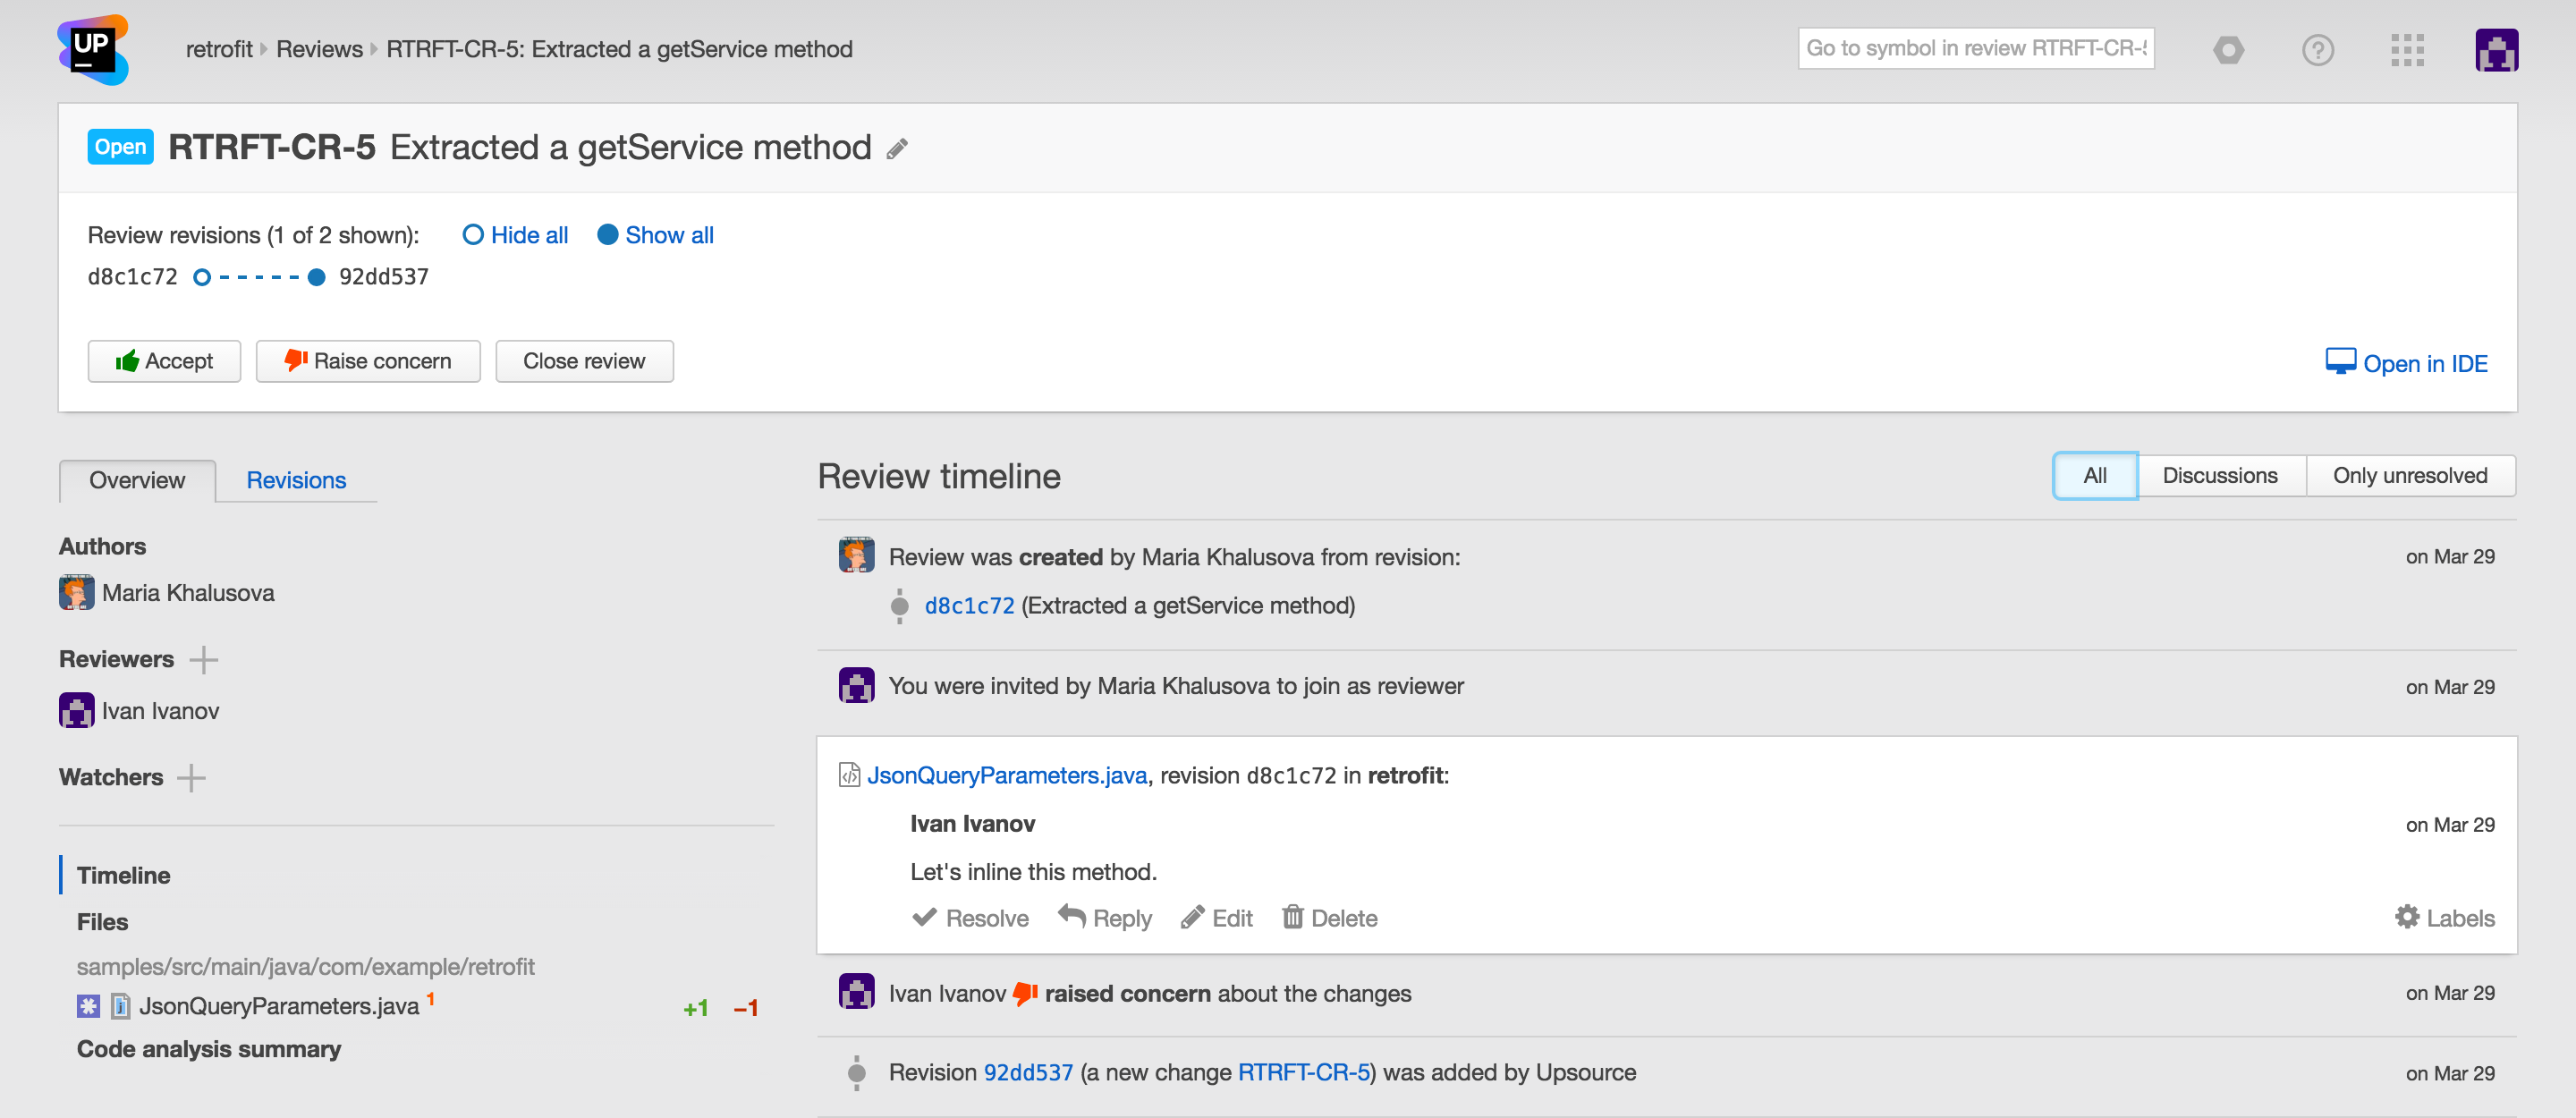 UP
retrofit Reviews RTRFT-CR-5: Extracted a getService method
Go to symbol in review RTRFT-CR-
Open RTRFT-CR-5 Extracted a getService method
Review revisions (1 of 2 shown): Hide all Show all
d8c1c72 92dd537
Accept Raise concern Close review
Open in IDE
Overview Revisions
Authors
Maria Khalusova
Reviewers
Ivan Ivanov
Watchers
Timeline
Files
samples/src/main/java/com/example/retrofit
JsonQueryParameters.java 1 +1 −1
Code analysis summary
Review timeline
All Discussions Only unresolved
Review was created by Maria Khalusova from revision: on Mar 29
d8c1c72 (Extracted a getService method)
You were invited by Maria Khalusova to join as reviewer on Mar 29
JsonQueryParameters.java, revision d8c1c72 in retrofit:
Ivan Ivanov on Mar 29
Let's inline this method.
Resolve Reply Edit Delete Labels
Ivan Ivanov raised concern about the changes on Mar 29
Revision 92dd537 (a new change RTRFT-CR-5) was added by Upsource on Mar 29